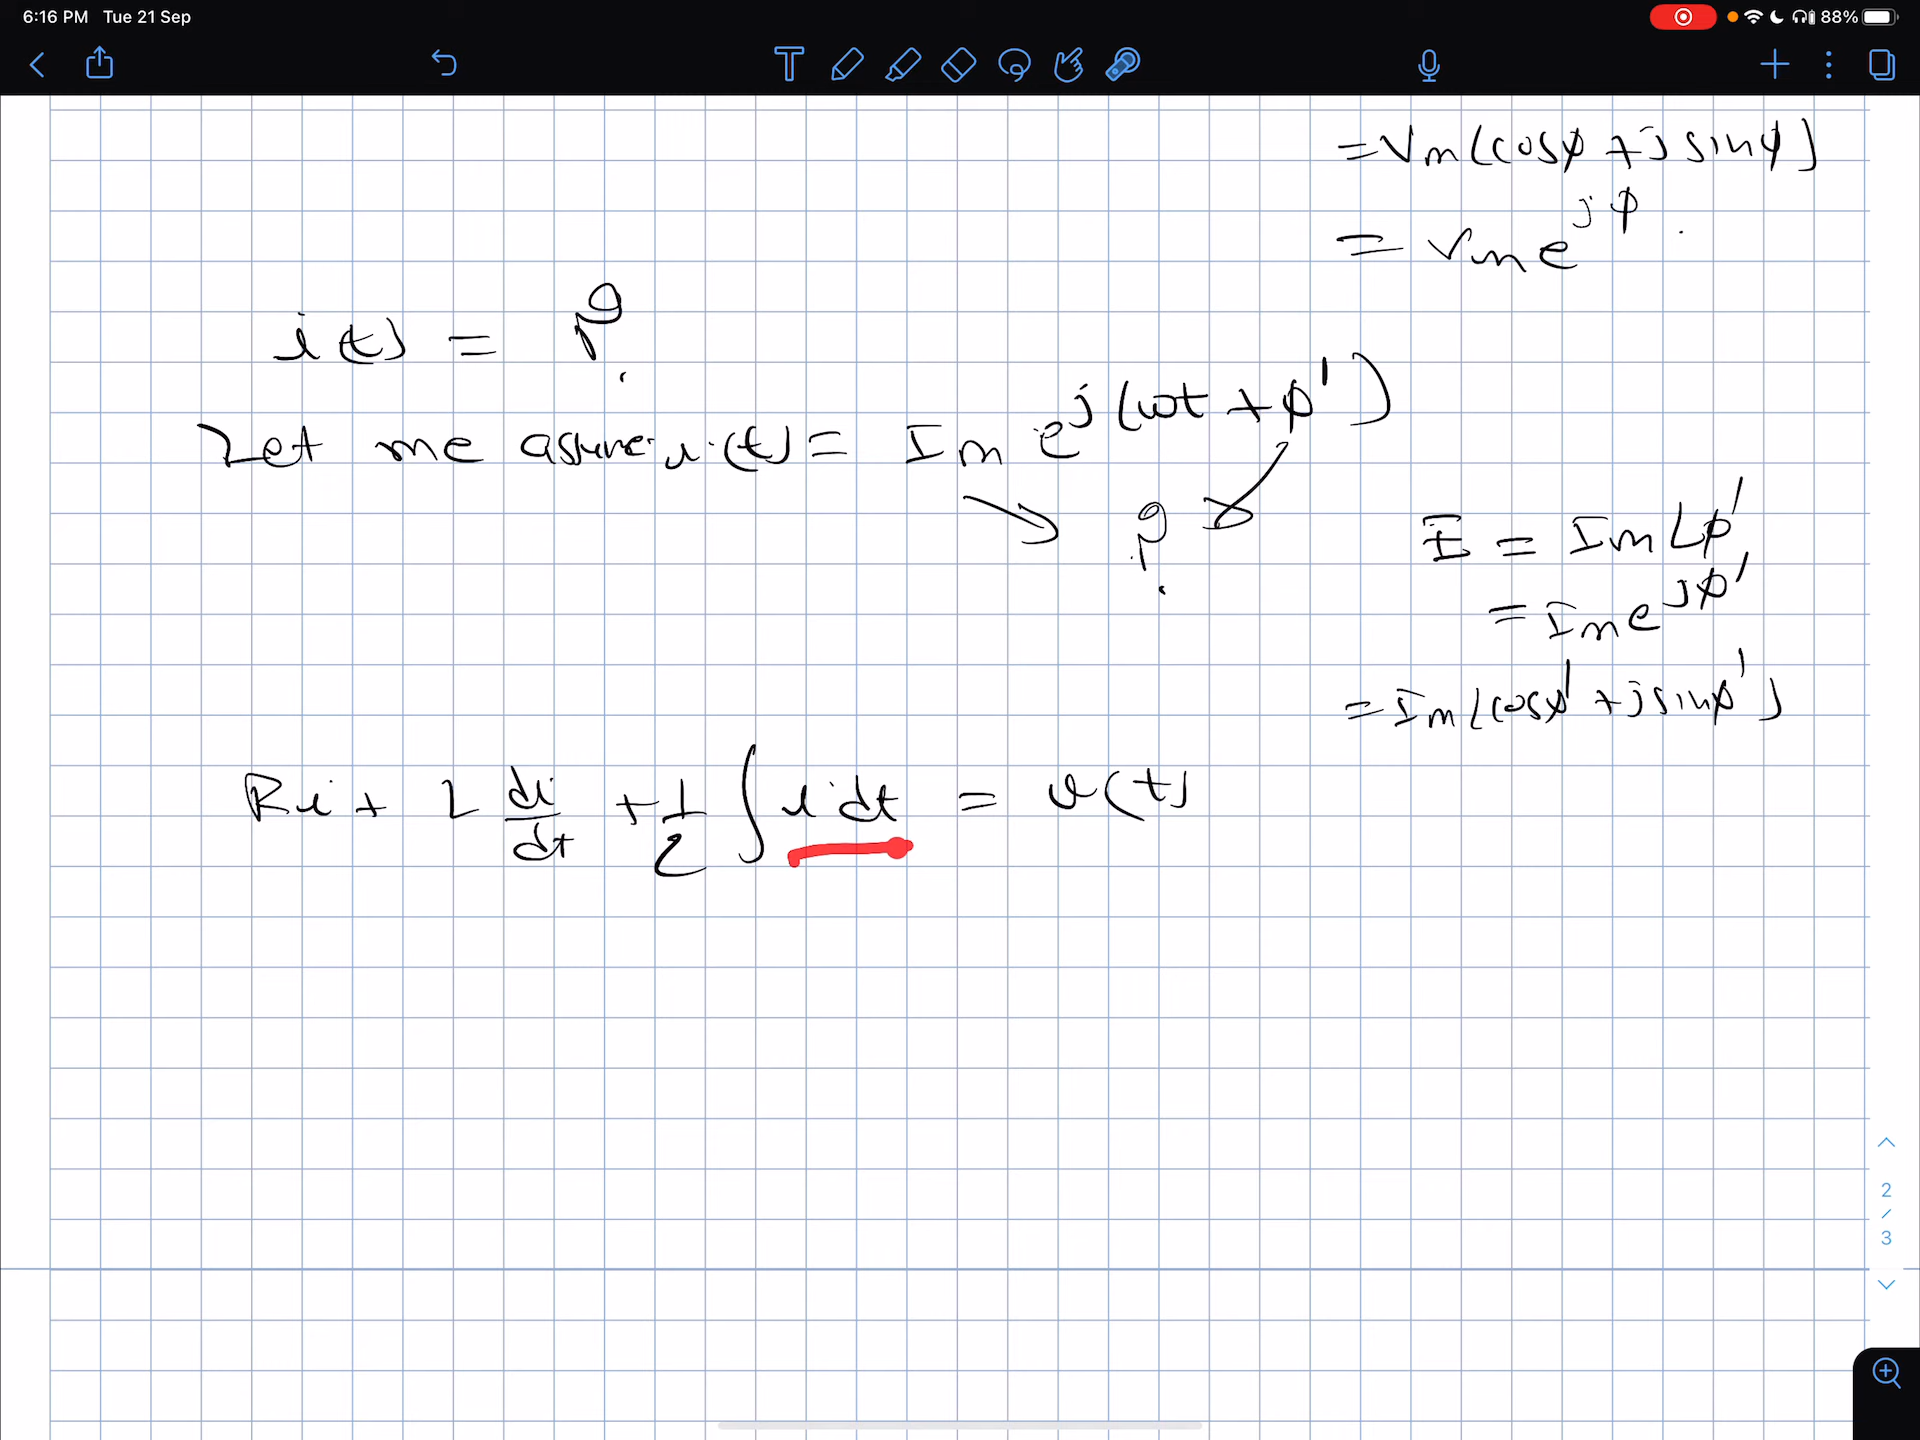 6:16 PM Tue 21 Sep 88%
T
= Vm (cosφ + j sinφ)
= Vm e^{jφ}
i(t) = ?
Let me assume i(t) = Im e^{j(ωt + φ')}
?
I̅ = Im ∠φ'
= Im e^{jφ'}
= Im (cosφ' + j sinφ')
Ri + L di/dt + 1/C ∫ i dt = v(t)
2
/
3